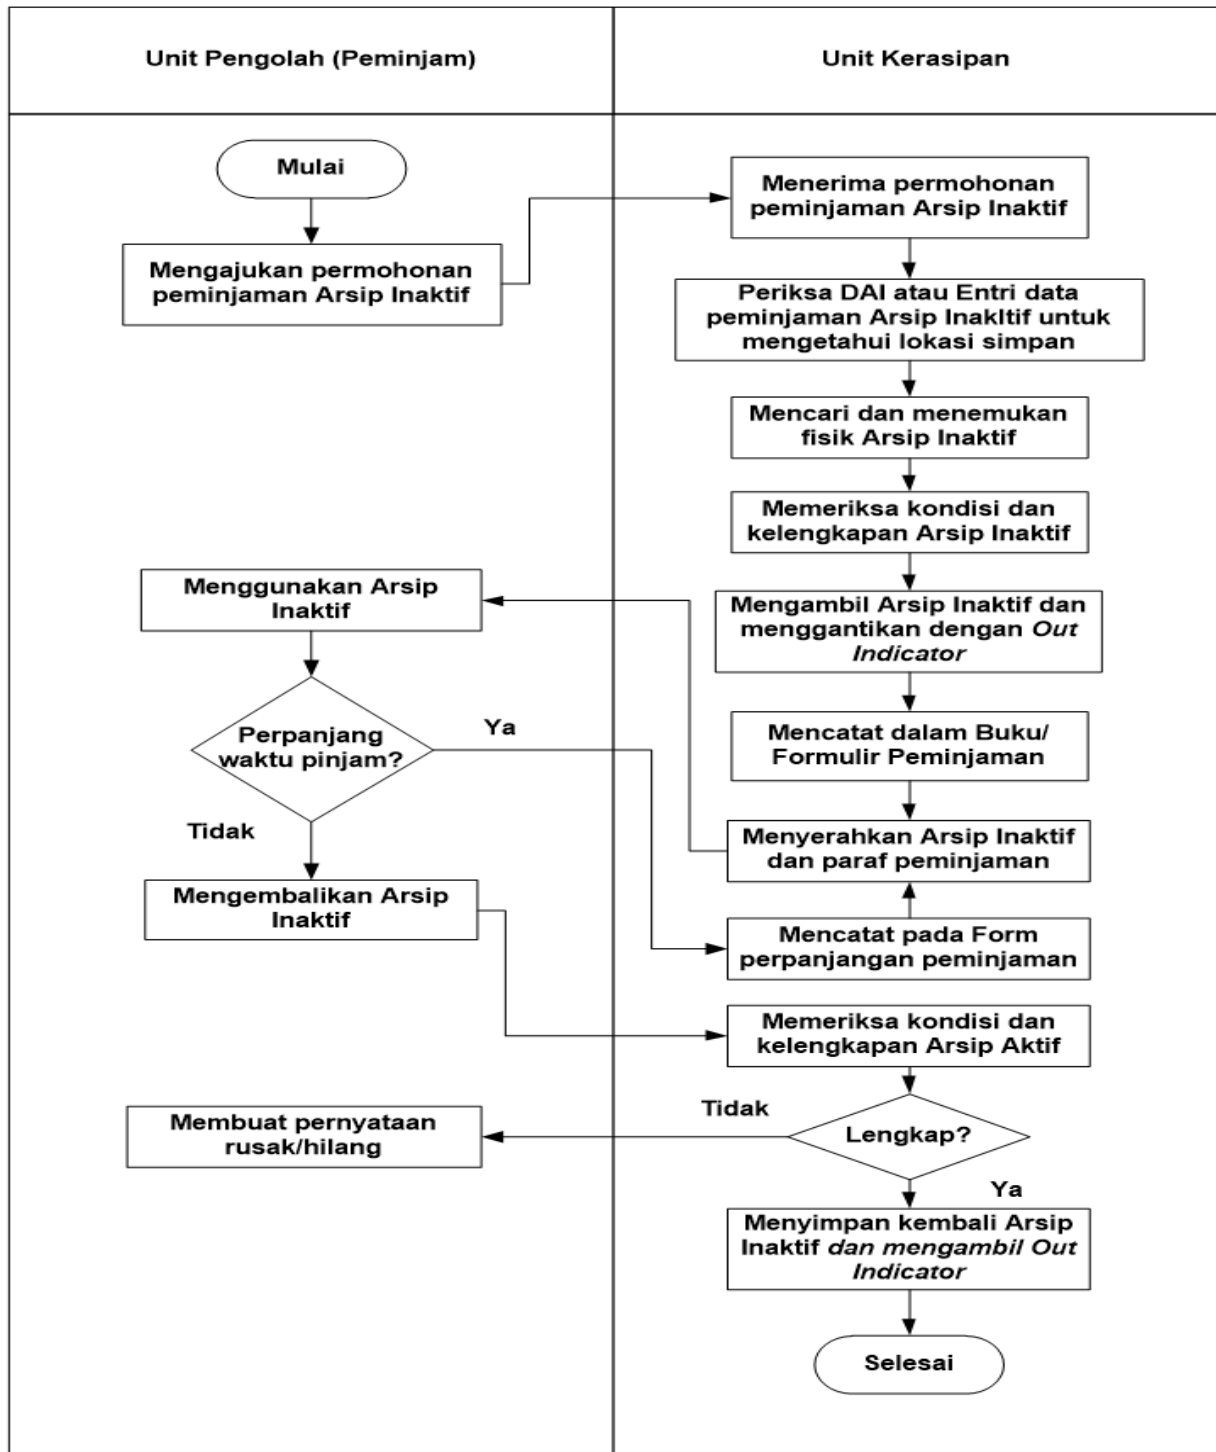 Unit Pengolah (Peminjam)
Unit Kerasipan
Mulai
Mengajukan permohonan
peminjaman Arsip Inaktif
Menerima permohonan
peminjaman Arsip Inaktif
Periksa DAI atau Entri data
peminjaman Arsip Inakltif untuk
mengetahui lokasi simpan
Mencari dan menemukan
fisik Arsip Inaktif
Memeriksa kondisi dan
kelengkapan Arsip Inaktif
Mengambil Arsip Inaktif dan
menggantikan dengan Out
Indicator
Mencatat dalam Buku/
Formulir Peminjaman
Menyerahkan Arsip Inaktif
dan paraf peminjaman
Menggunakan Arsip
Inaktif
Perpanjang
waktu pinjam?
Ya
Tidak
Mencatat pada Form
perpanjangan peminjaman
Mengembalikan Arsip
Inaktif
Memeriksa kondisi dan
kelengkapan Arsip Aktif
Lengkap?
Tidak
Membuat pernyataan
rusak/hilang
Ya
Menyimpan kembali Arsip
Inaktif dan mengambil Out
Indicator
Selesai